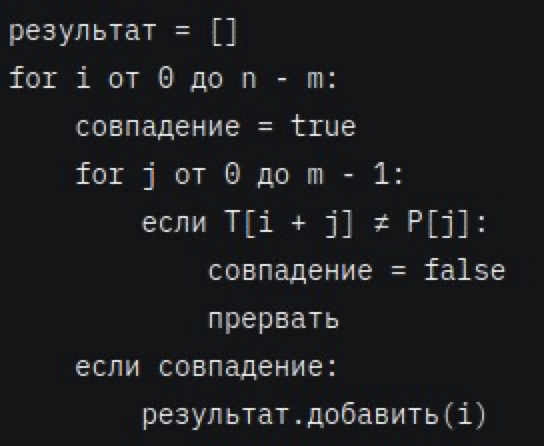 результат = []
for i от 0 до n - m:
    совпадение = true
    for j от 0 до m - 1:
        если T[i + j] ≠ P[j]:
            совпадение = false
            прервать
    если совпадение:
        результат.добавить(i)